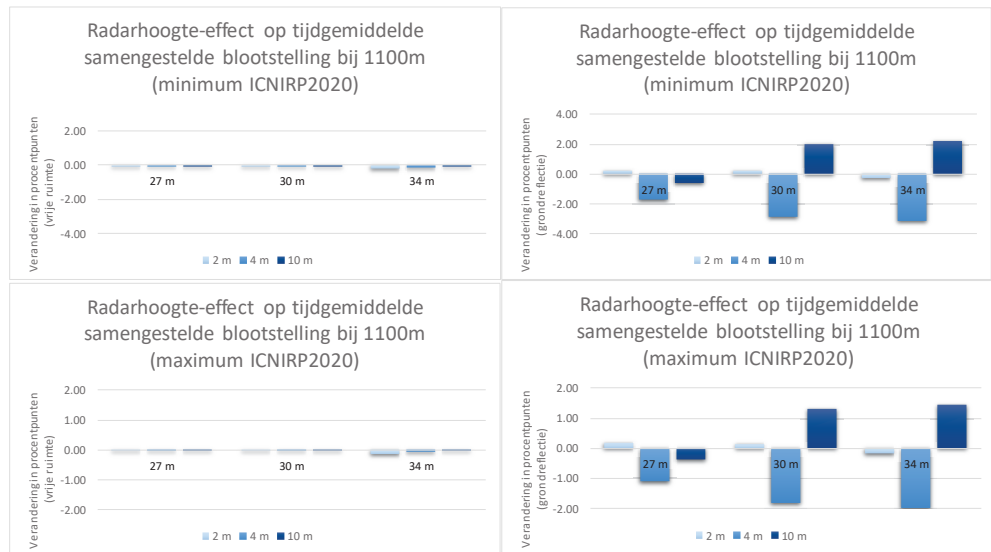 Radarhoogte-effect op tijdgemiddelde
samengestelde blootstelling bij 1100m
(minimum ICNIRP2020)
Verandering in procentpunten
(vrije ruimte)
2.00
0.00
-2.00
-4.00
27 m
30 m
34 m
2 m
4 m
10 m
Radarhoogte-effect op tijdgemiddelde
samengestelde blootstelling bij 1100m
(minimum ICNIRP2020)
Verandering in procentpunten
(grondreflectie)
4.00
2.00
0.00
-2.00
-4.00
27 m
30 m
34 m
2 m
4 m
10 m
Radarhoogte-effect op tijdgemiddelde
samengestelde blootstelling bij 1100m
(maximum ICNIRP2020)
Verandering in procentpunten
(vrije ruimte)
2.00
1.00
0.00
-1.00
-2.00
27 m
30 m
34 m
2 m
4 m
10 m
Radarhoogte-effect op tijdgemiddelde
samengestelde blootstelling bij 1100m
(maximum ICNIRP2020)
Verandering in procentpunten
(grondreflectie)
2.00
1.00
0.00
-1.00
-2.00
27 m
30 m
34 m
2 m
4 m
10 m